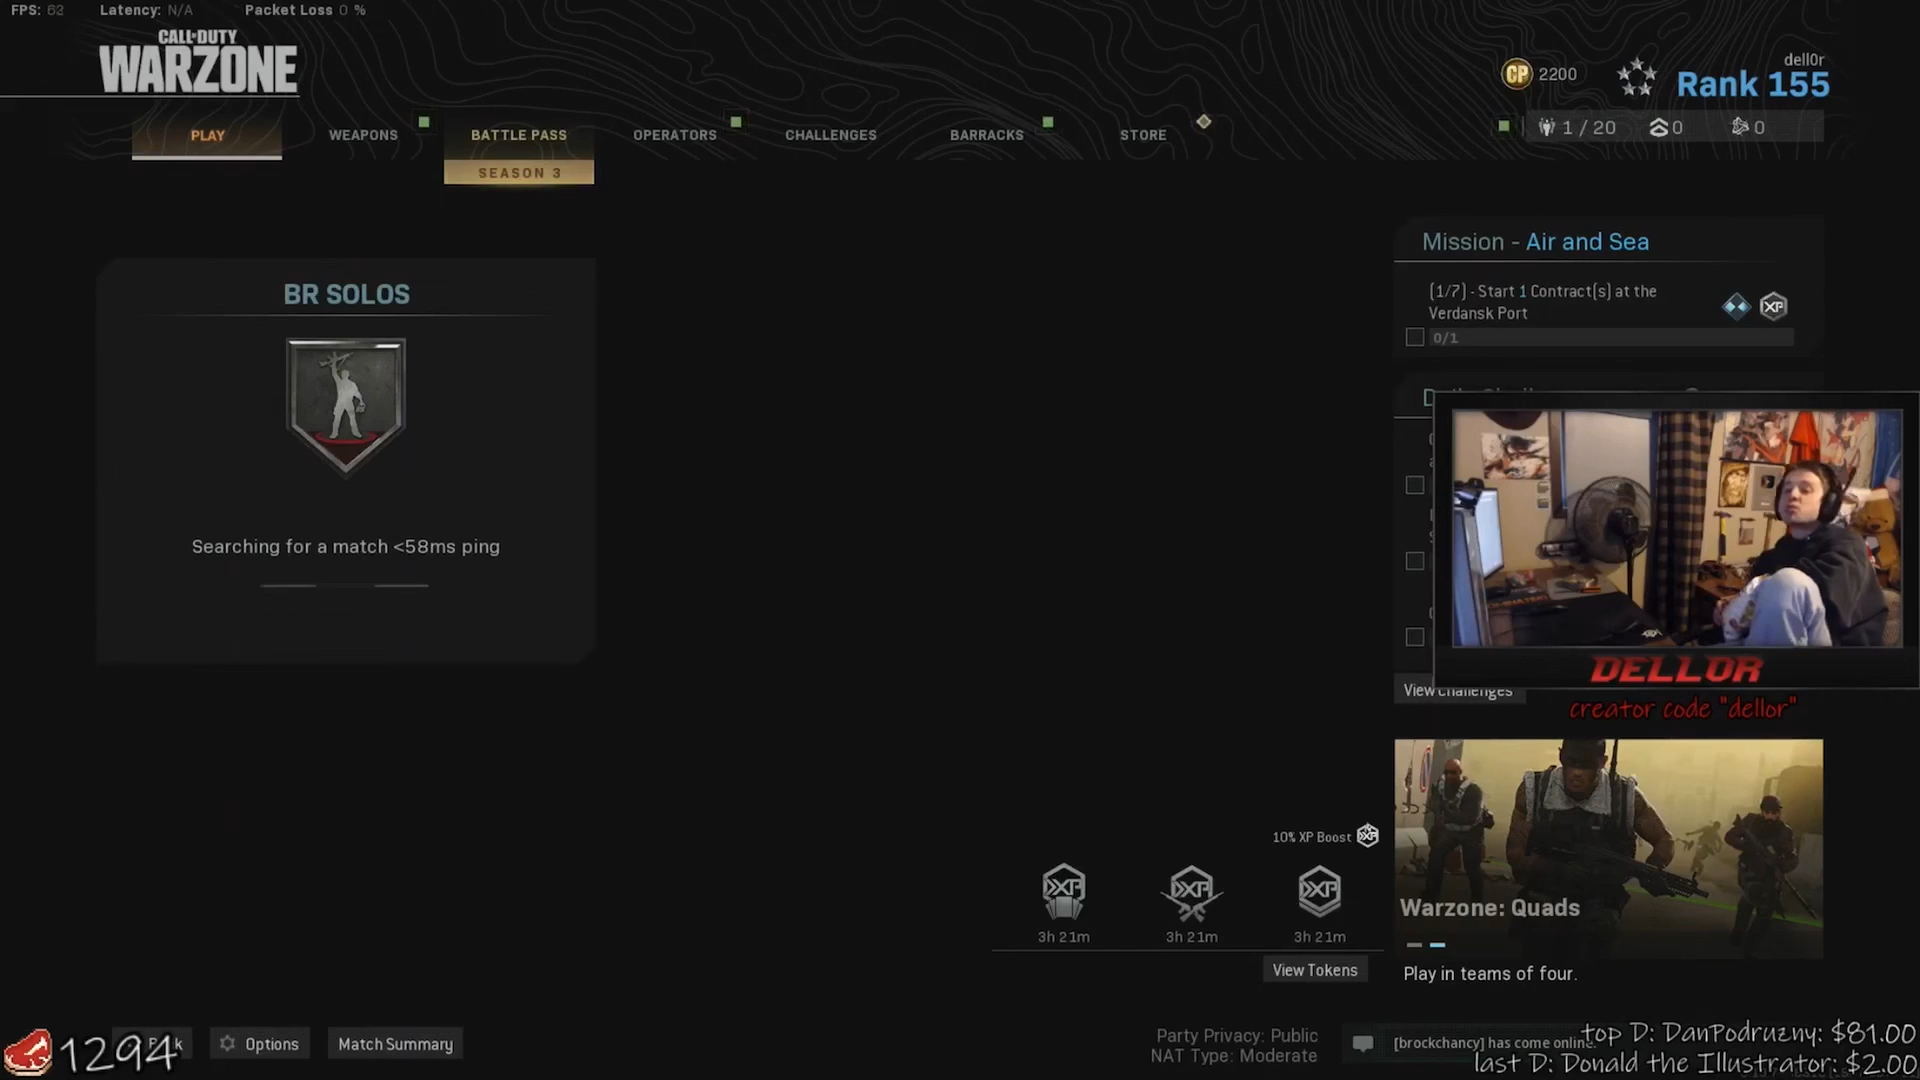 FPS: 62 Latency: N/A Packet Loss 0 %
CALL OF DUTY
WARZONE
CP 2200
dell0r
Rank 155
PLAY
WEAPONS
BATTLE PASS
SEASON 3
OPERATORS
CHALLENGES
BARRACKS
STORE
1 / 20 0 0
BR SOLOS
Searching for a match <58ms ping
Mission - Air and Sea
(1/7) - Start 1 Contract(s) at the
Verdansk Port
XP
0/1
View Challenges
DELLOR
creator code "dellor"
10% XP Boost
3h 21m
3h 21m
3h 21m
View Tokens
Warzone: Quads
Play in teams of four.
1294
Options
Match Summary
Party Privacy: Public
NAT Type: Moderate
[brockchancy] has come online.
top D: DanPodruzny: $81.00
last D: Donald the Illustrator: $2.00